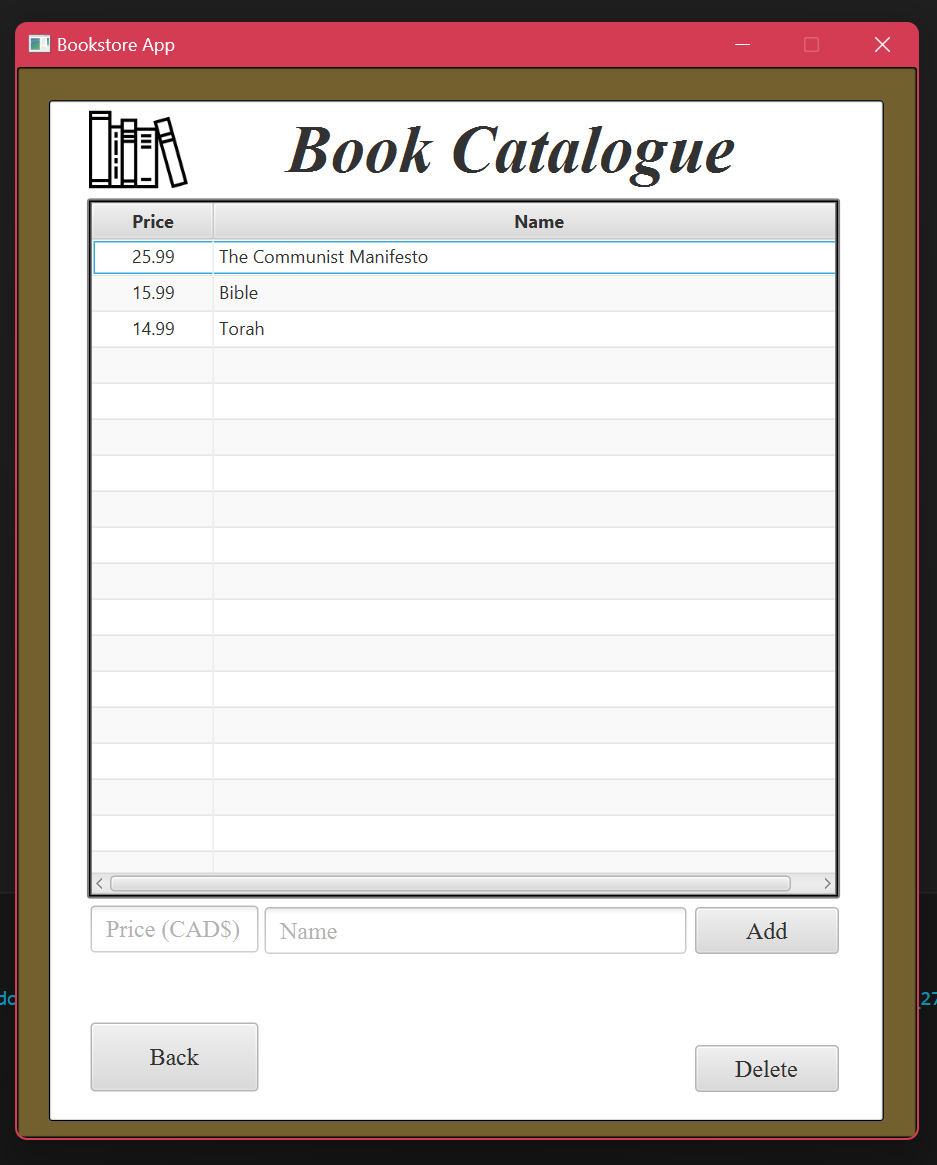 Bookstore App
Book Catalogue
Price Name
25.99 The Communist Manifesto
15.99 Bible
14.99 Torah
Price (CAD$) Name Add
Back
Delete